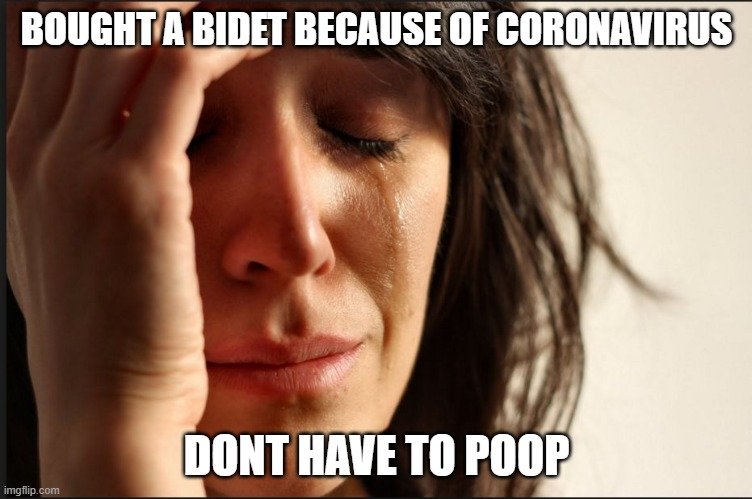 BOUGHT A BIDET BECAUSE OF CORONAVIRUS
DONT HAVE TO POOP
imgflip.com